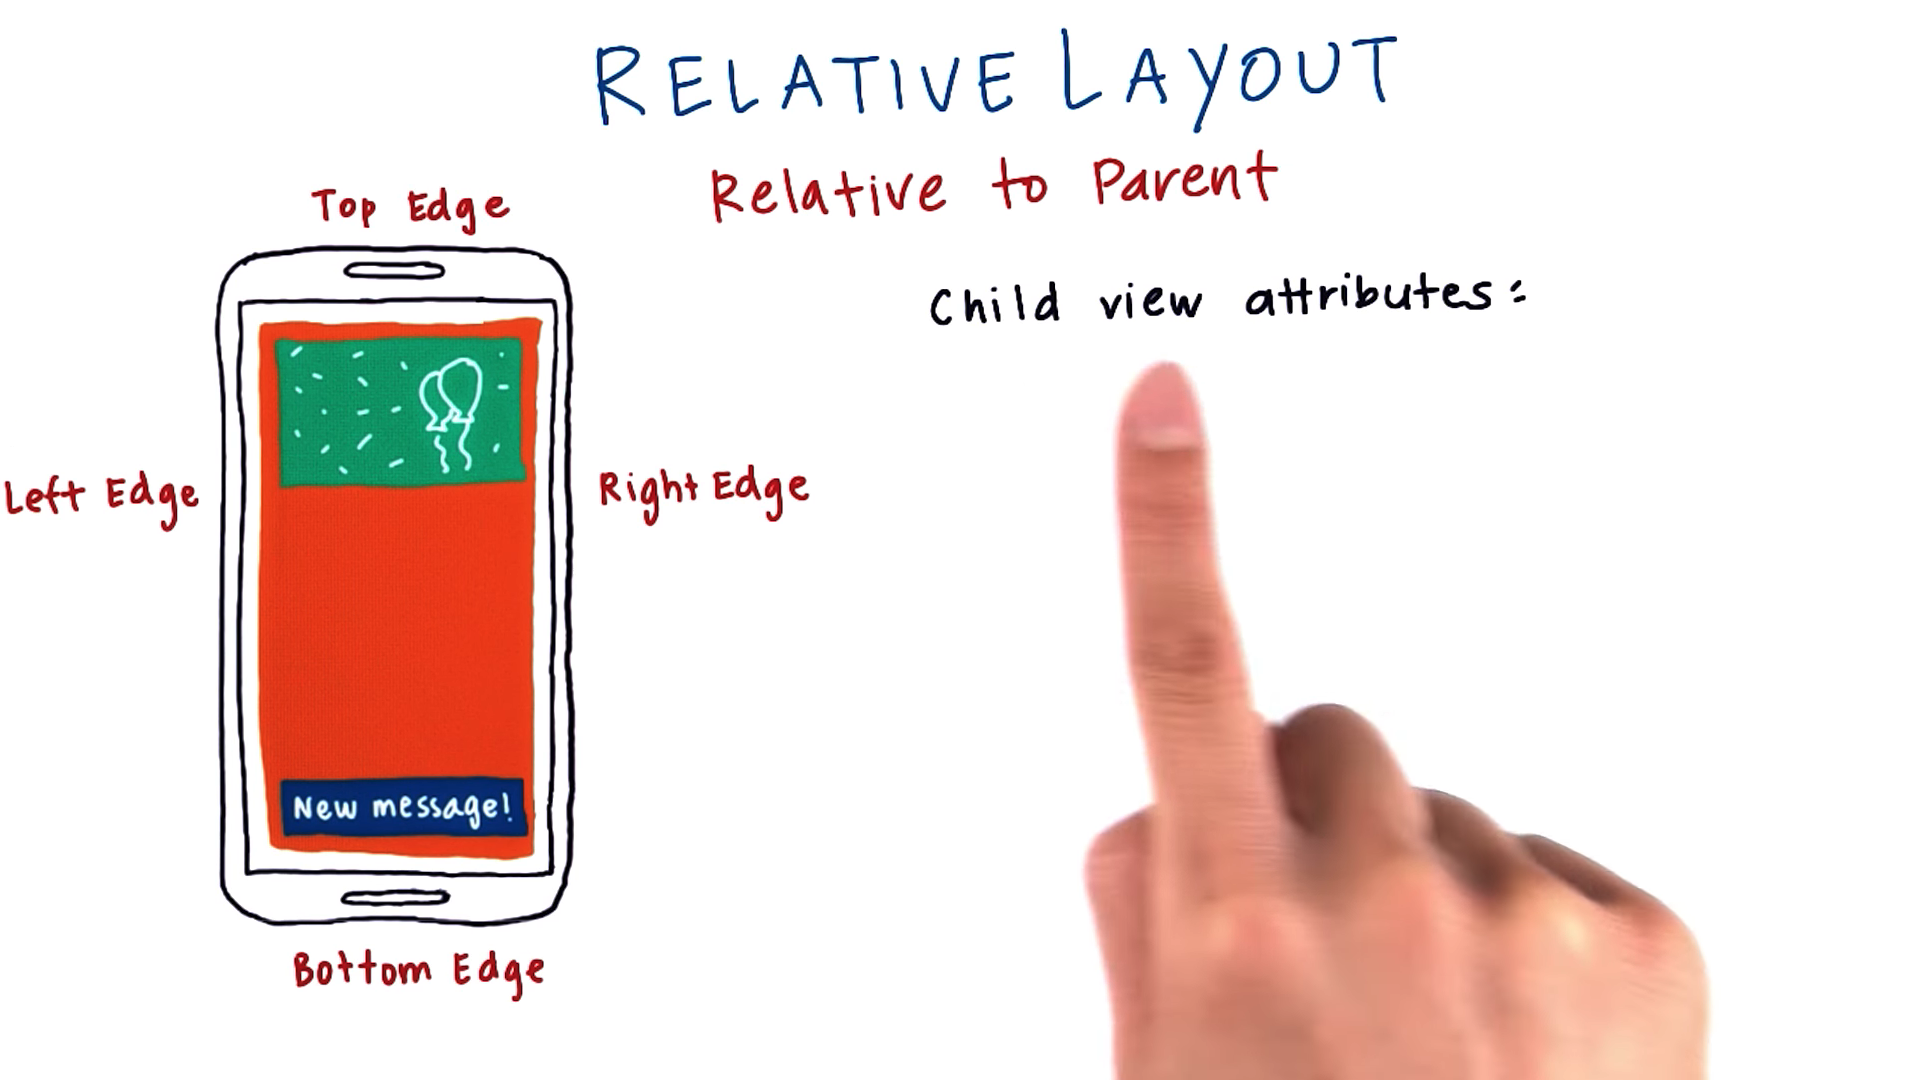 RELATIVE LAYOUT
Relative to Parent
Top Edge
Child view attributes:
Left Edge
Right Edge
New message!
Bottom Edge